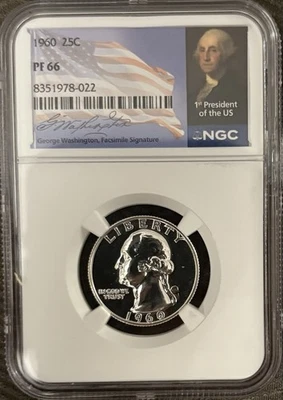 1960 25C
PF 66
8351978-022
G Washington
George Washington, Facsimile Signature
1st President
of the US
NGC
LIBERTY
IN GOD WE
TRUST
1960